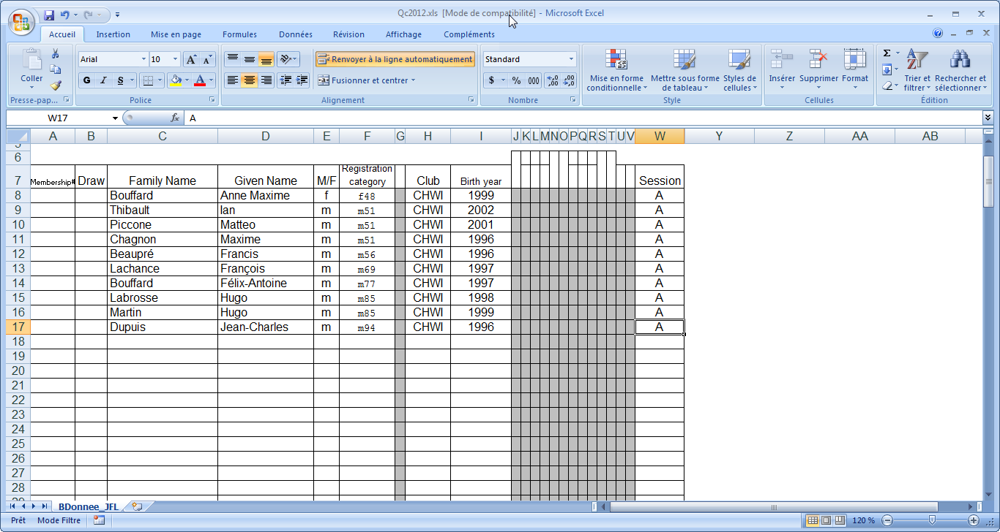 Qc2012.xls [Mode de compatibilité] - Microsoft Excel
Accueil Insertion Mise en page Formules Données Révision Affichage Compléments
Coller
Presse-pap...
Arial 10
G I S
Police
Renvoyer à la ligne automatiquement
Fusionner et centrer
Alignement
Standard
$ % 000
Nombre
Mise en forme conditionnelle
Mettre sous forme de tableau
Styles de cellules
Style
Insérer Supprimer Format
Cellules
Σ
Trier et filtrer
Rechercher et sélectionner
Édition
W17 fx A
A B C D E F G H I J K L M N O P Q R S T U V W Y Z AA AB
6
7 Membership# Draw Family Name Given Name M/F Registration category Club Birth year Session
8 Bouffard Anne Maxime f f48 CHWI 1999 A
9 Thibault Ian m m51 CHWI 2002 A
10 Piccone Matteo m m51 CHWI 2001 A
11 Chagnon Maxime m m51 CHWI 1996 A
12 Beaupré Francis m m56 CHWI 1996 A
13 Lachance François m m69 CHWI 1997 A
14 Bouffard Félix-Antoine m m77 CHWI 1997 A
15 Labrosse Hugo m m85 CHWI 1998 A
16 Martin Hugo m m85 CHWI 1999 A
17 Dupuis Jean-Charles m m94 CHWI 1996 A
18
19
20
21
22
23
24
25
26
27
28
BDonnee_JFL
Prêt Mode Filtre 120 %